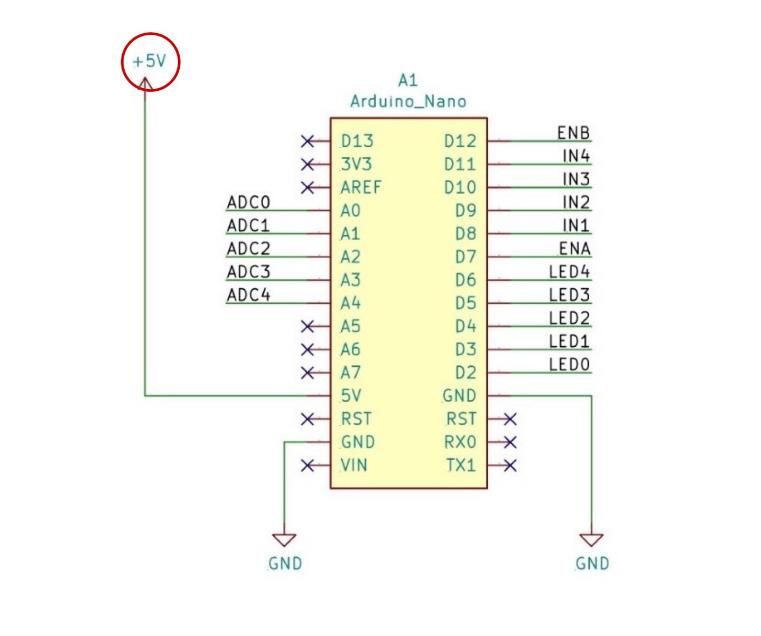 +5V
A1
Arduino_Nano
D13
D12
ENB
3V3
D11
IN4
AREF
D10
IN3
ADC0
A0
D9
IN2
ADC1
A1
D8
IN1
ADC2
A2
D7
ENA
ADC3
A3
D6
LED4
ADC4
A4
D5
LED3
A5
D4
LED2
A6
D3
LED1
A7
D2
LED0
5V
GND
RST
RST
GND
RX0
VIN
TX1
GND
GND